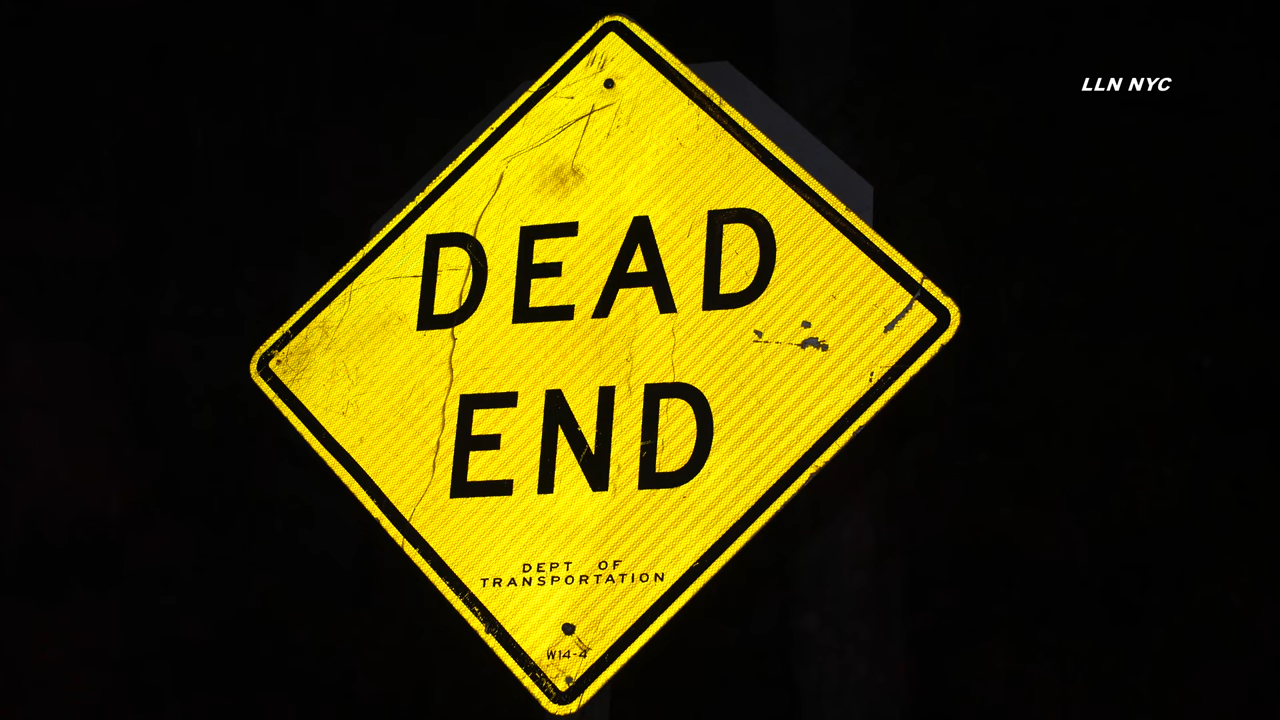 LLN NYC
DEAD
END
DEPT OF
TRANSPORTATION
W14-4